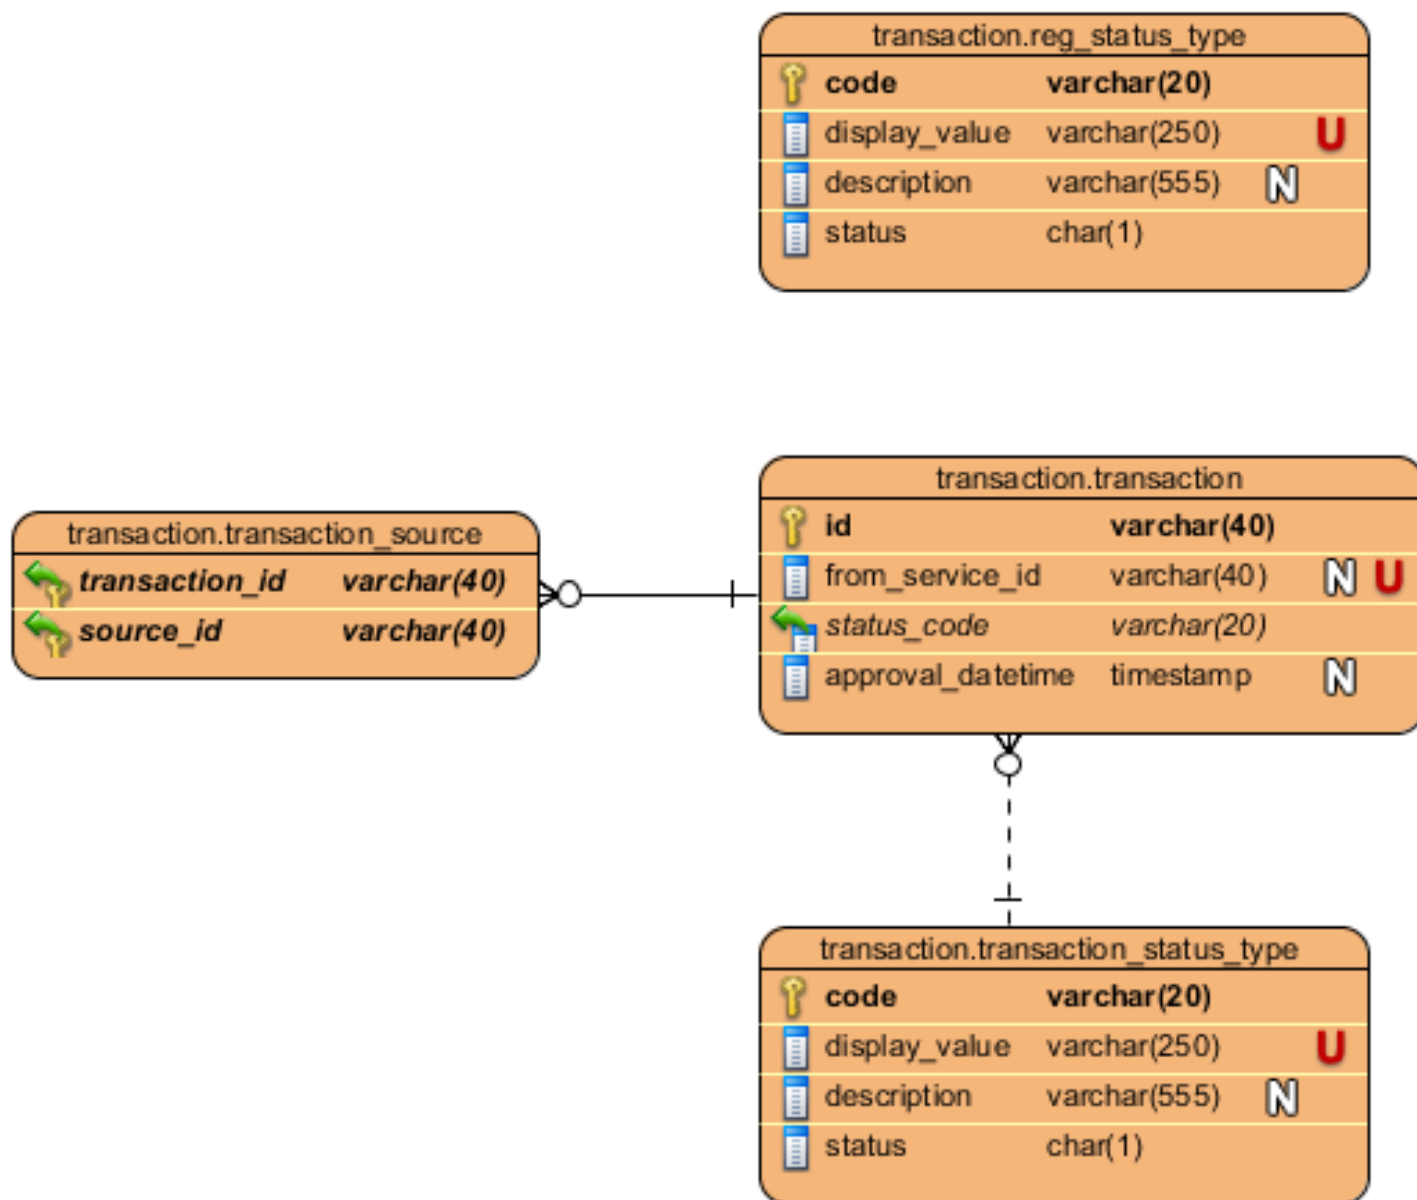 transaction.reg_status_type
code varchar(20)
display_value varchar(250) U
description varchar(555) N
status char(1)
transaction.transaction
id varchar(40)
from_service_id varchar(40) N U
status_code varchar(20)
approval_datetime timestamp N
transaction.transaction_source
transaction_id varchar(40)
source_id varchar(40)
transaction.transaction_status_type
code varchar(20)
display_value varchar(250) U
description varchar(555) N
status char(1)